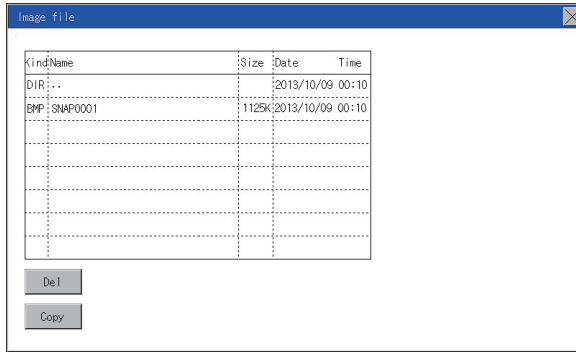 Image file
Kind Name Size Date Time
DIR .. 2013/10/09 00:10
BMP SNAP0001 1125K 2013/10/09 00:10
Del
Copy